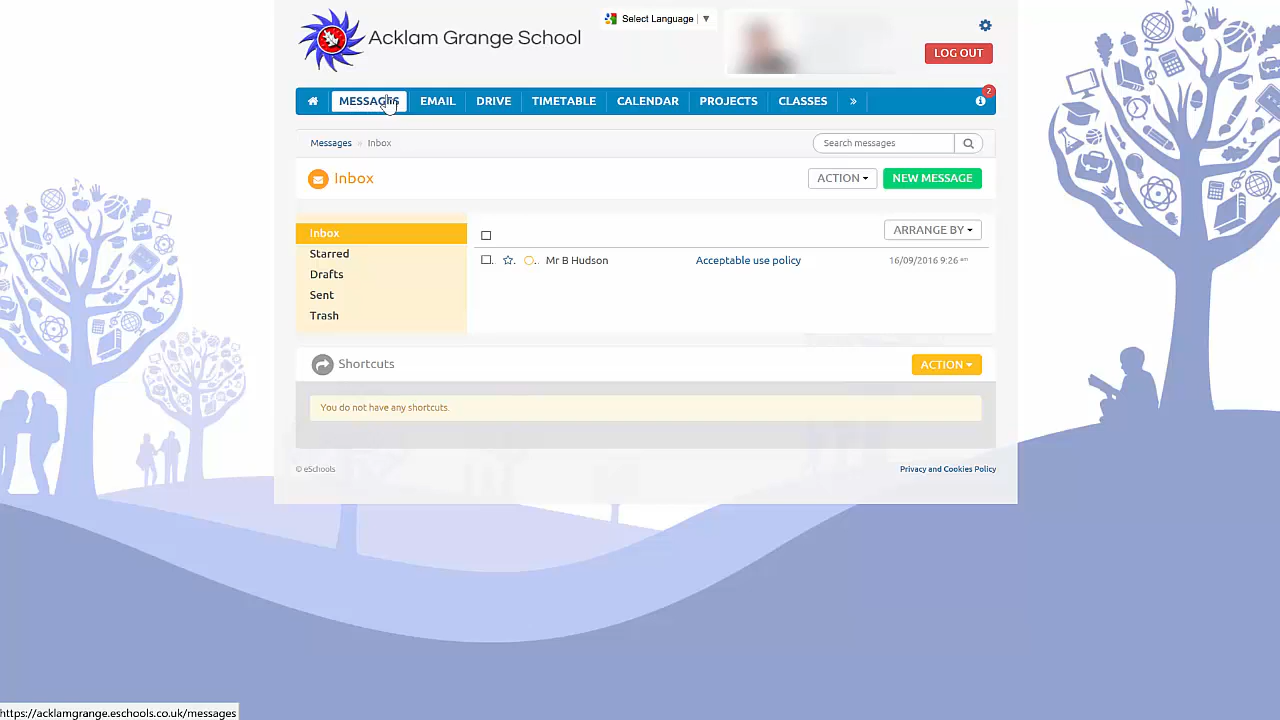 Acklam Grange School
Select Language ▼
LOG OUT
MESSAGES EMAIL DRIVE TIMETABLE CALENDAR PROJECTS CLASSES » 2
Messages Inbox
Search messages
Inbox
ACTION
NEW MESSAGE
Inbox
Starred
Drafts
Sent
Trash
ARRANGE BY
Mr B Hudson Acceptable use policy 16/09/2016 9:26 am
Shortcuts
ACTION
You do not have any shortcuts.
© eSchools
Privacy and Cookies Policy
https://acklamgrange.eschools.co.uk/messages